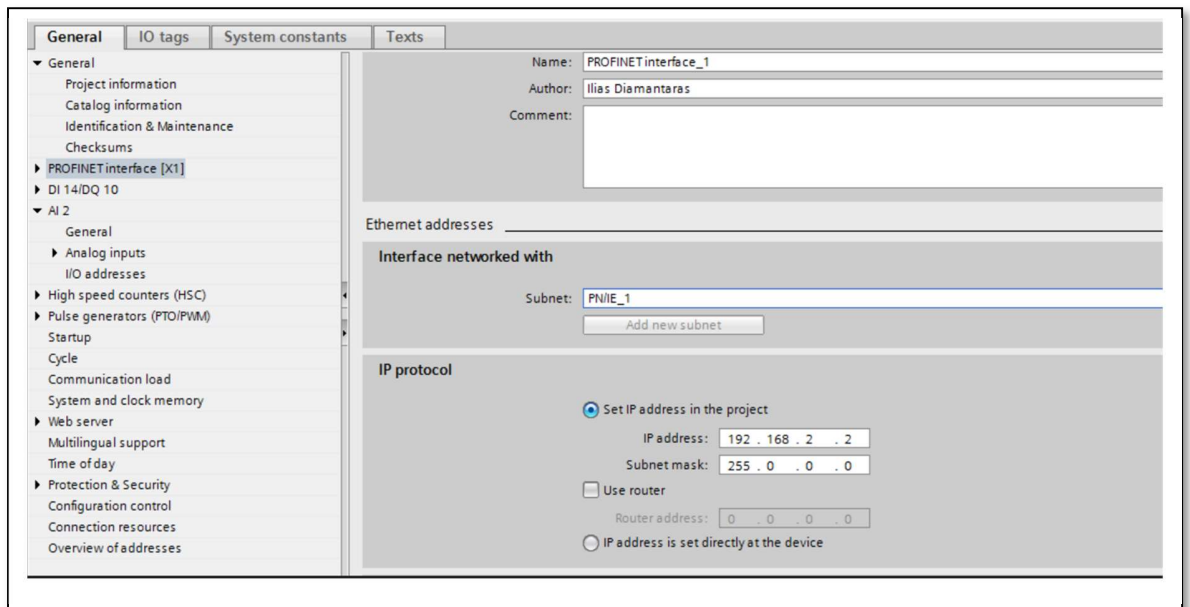 General IO tags System constants Texts
General
Project information
Catalog information
Identification & Maintenance
Checksums
PROFINET interface [X1]
DI 14/DQ 10
AI 2
General
Analog inputs
I/O addresses
High speed counters (HSC)
Pulse generators (PTO/PWM)
Startup
Cycle
Communication load
System and clock memory
Web server
Multilingual support
Time of day
Protection & Security
Configuration control
Connection resources
Overview of addresses
Name: PROFINET interface_1
Author: Ilias Diamantaras
Comment:
Ethernet addresses
Interface networked with
Subnet: PN/IE_1
Add new subnet
IP protocol
Set IP address in the project
IP address: 192 . 168 . 2 . 2
Subnet mask: 255 . 0 . 0 . 0
Use router
Router address: 0 . 0 . 0 . 0
IP address is set directly at the device